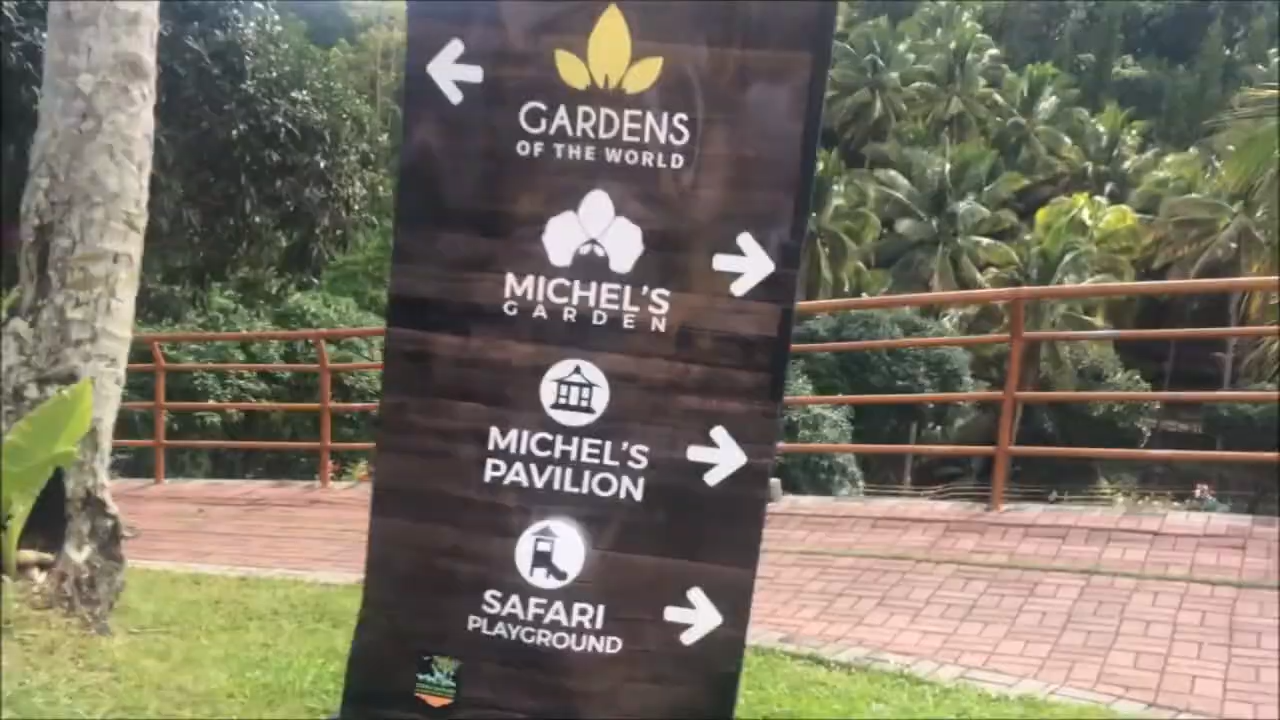 GARDENS
OF THE WORLD
MICHEL'S
GARDEN
MICHEL'S
PAVILION
SAFARI
PLAYGROUND